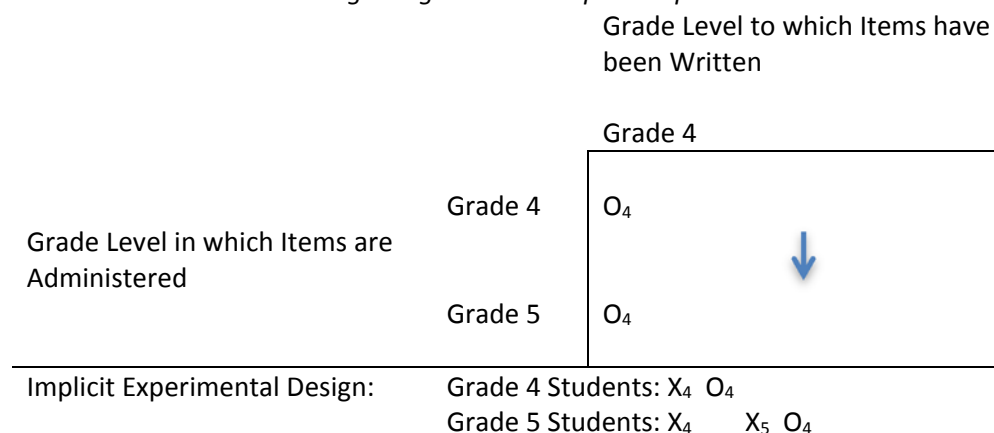 Grade Level to which Items have
been Written
Grade 4
Grade 4 O₄
Grade Level in which Items are
Administered
Grade 5 O₄
Implicit Experimental Design: Grade 4 Students: X₄ O₄
Grade 5 Students: X₄ X₅ O₄